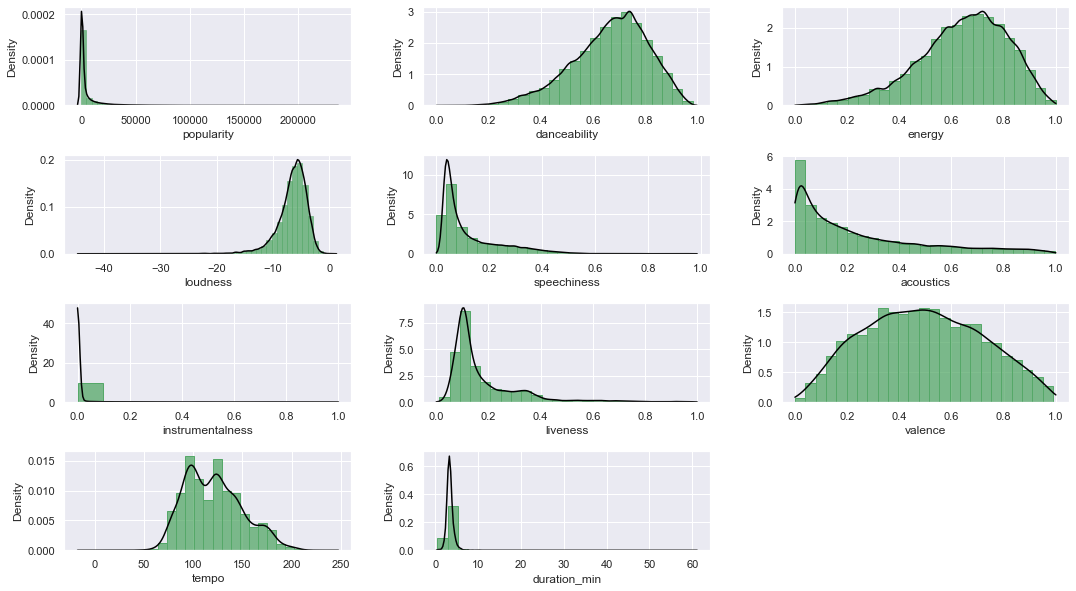 Density
0.0002
0.0001
0.0000
0 50000 100000 150000 200000
popularity
Density
3
2
1
0
0.0 0.2 0.4 0.6 0.8 1.0
danceability
Density
2
1
0
0.0 0.2 0.4 0.6 0.8 1.0
energy
Density
0.2
0.1
0.0
−40 −30 −20 −10 0
loudness
Density
10
5
0
0.0 0.2 0.4 0.6 0.8 1.0
speechiness
Density
6
4
2
0
0.0 0.2 0.4 0.6 0.8 1.0
acoustics
Density
40
20
0
0.0 0.2 0.4 0.6 0.8 1.0
instrumentalness
Density
7.5
5.0
2.5
0.0
0.0 0.2 0.4 0.6 0.8 1.0
liveness
Density
1.5
1.0
0.5
0.0
0.0 0.2 0.4 0.6 0.8 1.0
valence
Density
0.015
0.010
0.005
0.000
0 50 100 150 200 250
tempo
Density
0.6
0.4
0.2
0.0
0 10 20 30 40 50 60
duration_min